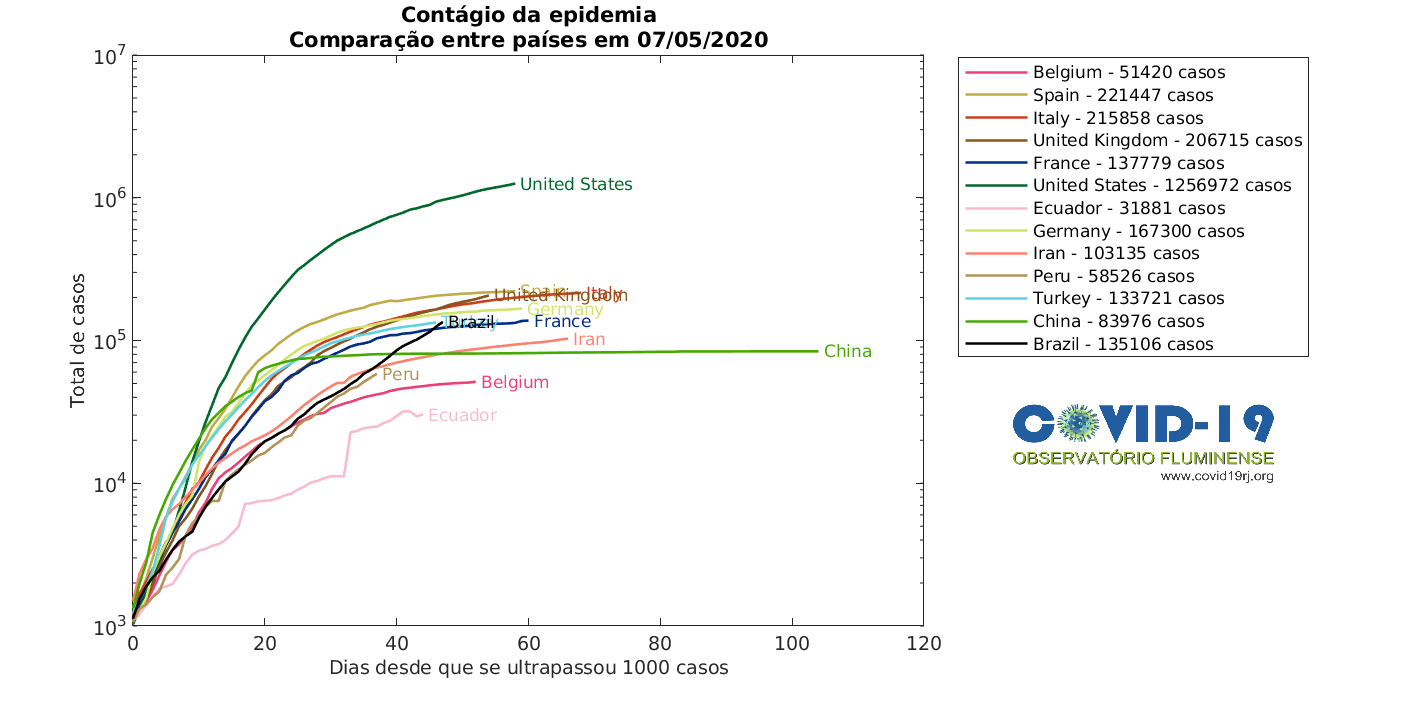 Contágio da epidemia
Comparação entre países em 07/05/2020
Total de casos
10^7
10^6
10^5
10^4
10^3
0 20 40 60 80 100 120
Dias desde que se ultrapassou 1000 casos
United States
Spain
Italy
United Kingdom
Germany
Turkey
Brazil
France
Iran
China
Peru
Belgium
Ecuador
Belgium - 51420 casos
Spain - 221447 casos
Italy - 215858 casos
United Kingdom - 206715 casos
France - 137779 casos
United States - 1256972 casos
Ecuador - 31881 casos
Germany - 167300 casos
Iran - 103135 casos
Peru - 58526 casos
Turkey - 133721 casos
China - 83976 casos
Brazil - 135106 casos
COVID-19
OBSERVATÓRIO FLUMINENSE
www.covid19rj.org